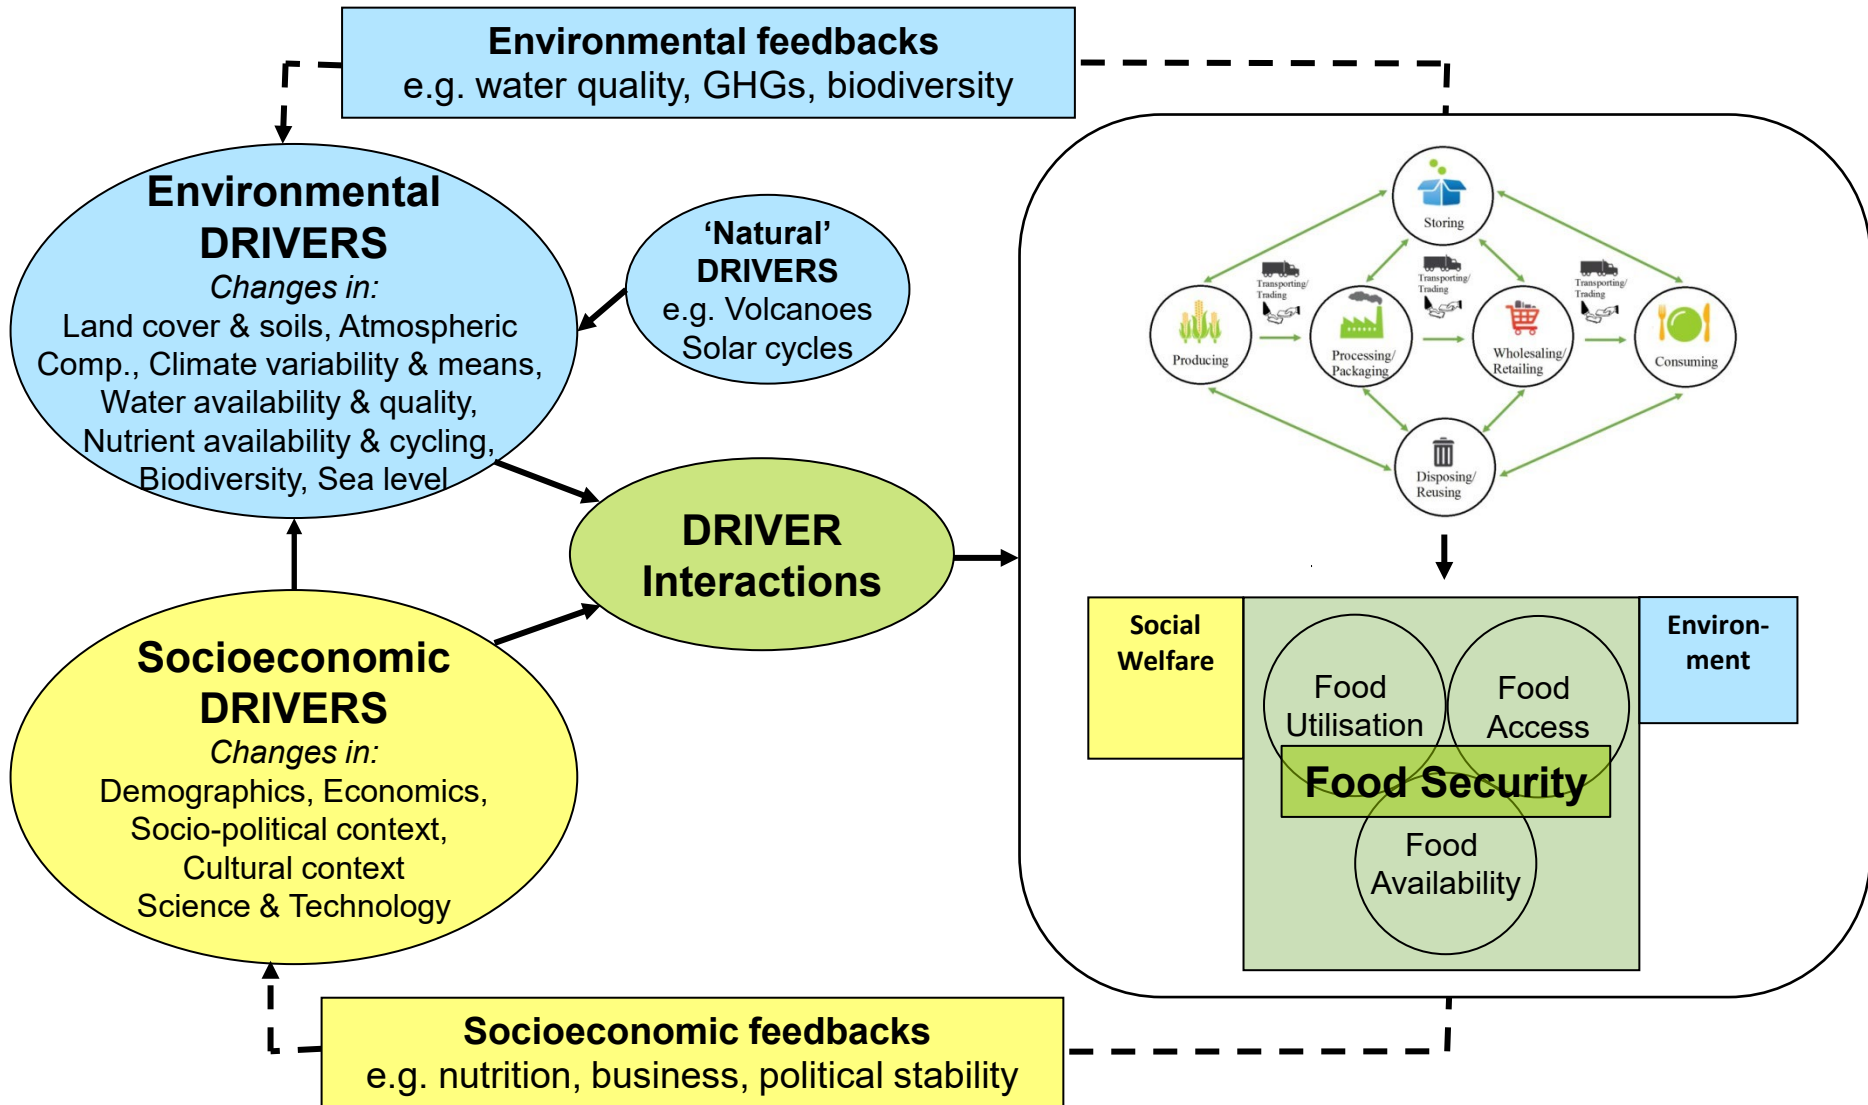 Environmental feedbacks
e.g. water quality, GHGs, biodiversity
Environmental
DRIVERS
Changes in:
Land cover & soils, Atmospheric
Comp., Climate variability & means,
Water availability & quality,
Nutrient availability & cycling,
Biodiversity, Sea level
‘Natural’
DRIVERS
e.g. Volcanoes
Solar cycles
DRIVER
Interactions
Socioeconomic
DRIVERS
Changes in:
Demographics, Economics,
Socio-political context,
Cultural context
Science & Technology
Socioeconomic feedbacks
e.g. nutrition, business, political stability
Storing
Transporting/
Trading
Transporting/
Trading
Transporting/
Trading
Producing
Processing/
Packaging
Wholesaling/
Retailing
Consuming
Disposing/
Reusing
Social
Welfare
Food
Utilisation
Food
Access
Food Security
Food
Availability
Environ-
ment